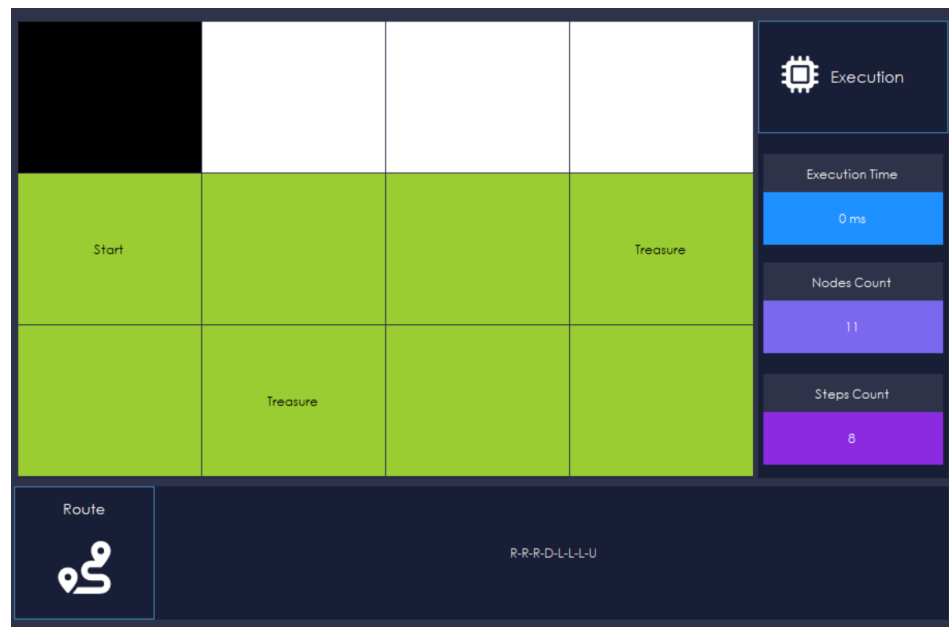 Execution
Execution Time
0 ms
Start
Treasure
Nodes Count
11
Treasure
Steps Count
8
Route
R-R-R-D-L-L-L-U